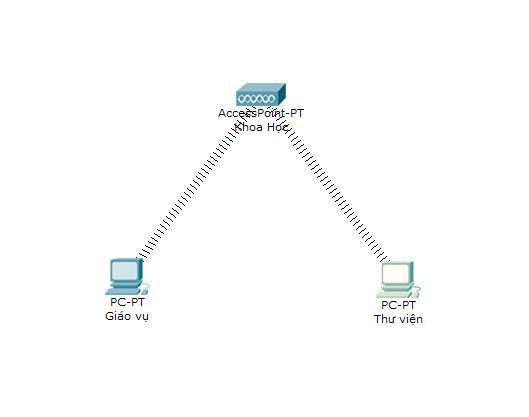 AccessPoint-PT
Khoa Học
PC-PT
Giáo vụ
PC-PT
Thư viện